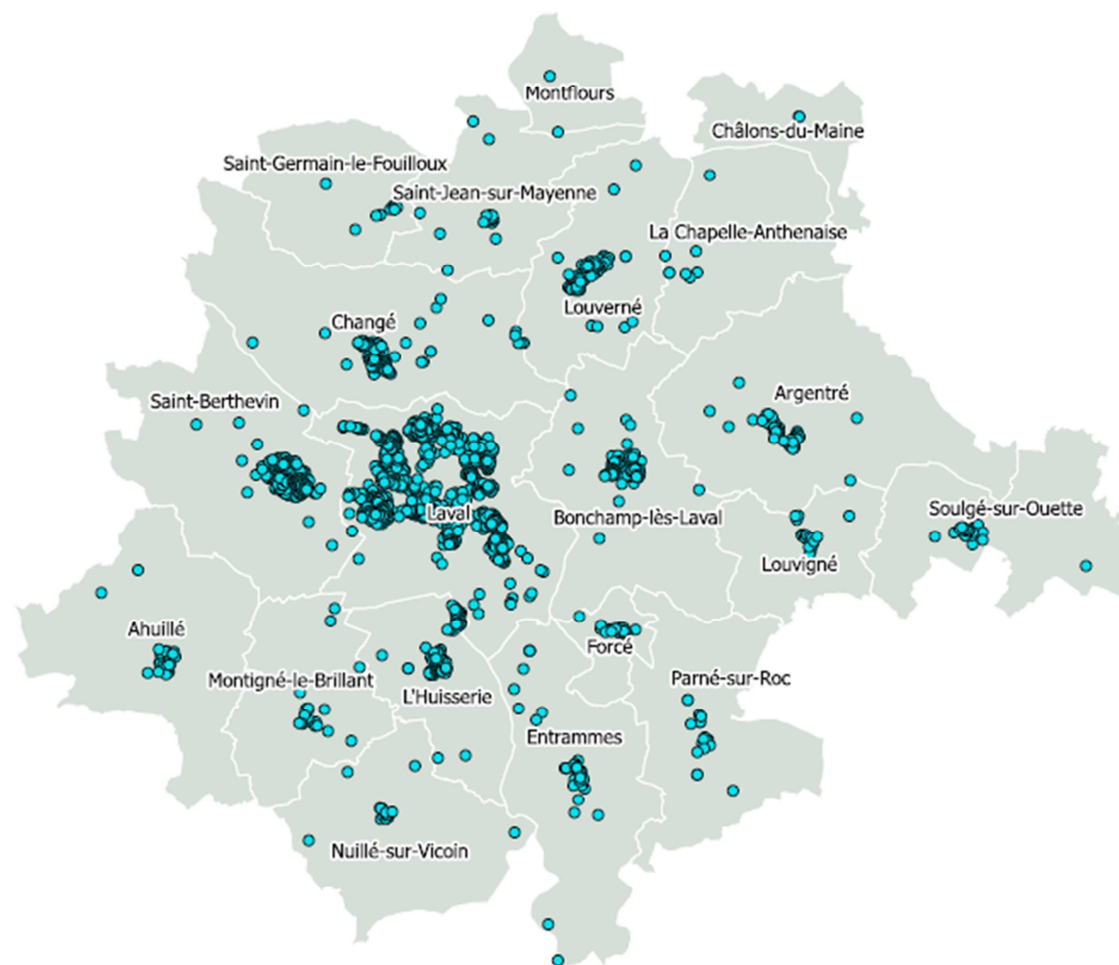 Montflours
Châlons-du-Maine
Saint-Germain-le-Fouilloux
Saint-Jean-sur-Mayenne
La Chapelle-Anthenaise
Louverné
Changé
Argentré
Saint-Berthevin
Laval
Bonchamp-lès-Laval
Soulgé-sur-Ouette
Louvigné
Ahuillé
Forcé
Montigné-le-Brillant
Parné-sur-Roc
L'Huisserie
Entrammes
Nuillé-sur-Vicoin